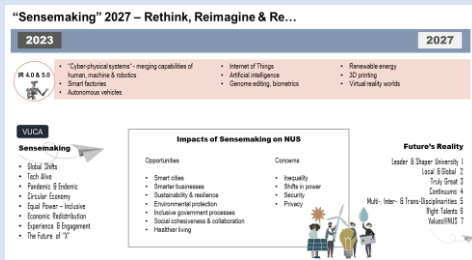 “Sensemaking” 2027 – Rethink, Reimagine & Re…
2023
2027
IR 4.0 & 5.0
• “Cyber-physical systems” - merging capabilities of
human, machine & robotics
• Smart factories
• Autonomous vehicles
• Internet of Things
• Artificial intelligence
• Genome editing, biometrics
• Renewable energy
• 3D printing
• Virtual reality worlds
VUCA
Sensemaking
• Global Shifts
• Tech Alive
• Pandemic & Endemic
• Circular Economy
• Equal Power – Inclusive
• Economic Redistribution
• Experience & Engagement
• The Future of “X”
Impacts of Sensemaking on NUS
Opportunities
• Smart cities
• Smarter businesses
• Sustainability & resilience
• Environmental protection
• Inclusive government processes
• Social cohesiveness & collaboration
• Healthier living
Concerns
• Inequality
• Shifts in power
• Security
• Privacy
Future’s Reality
Leader & Shaper University 1
Local & Global 2
Truly Great 3
Continuums 4
Multi-, Inter- & Trans-Disciplinarities 5
Right Talents 6
Values@NUS 7